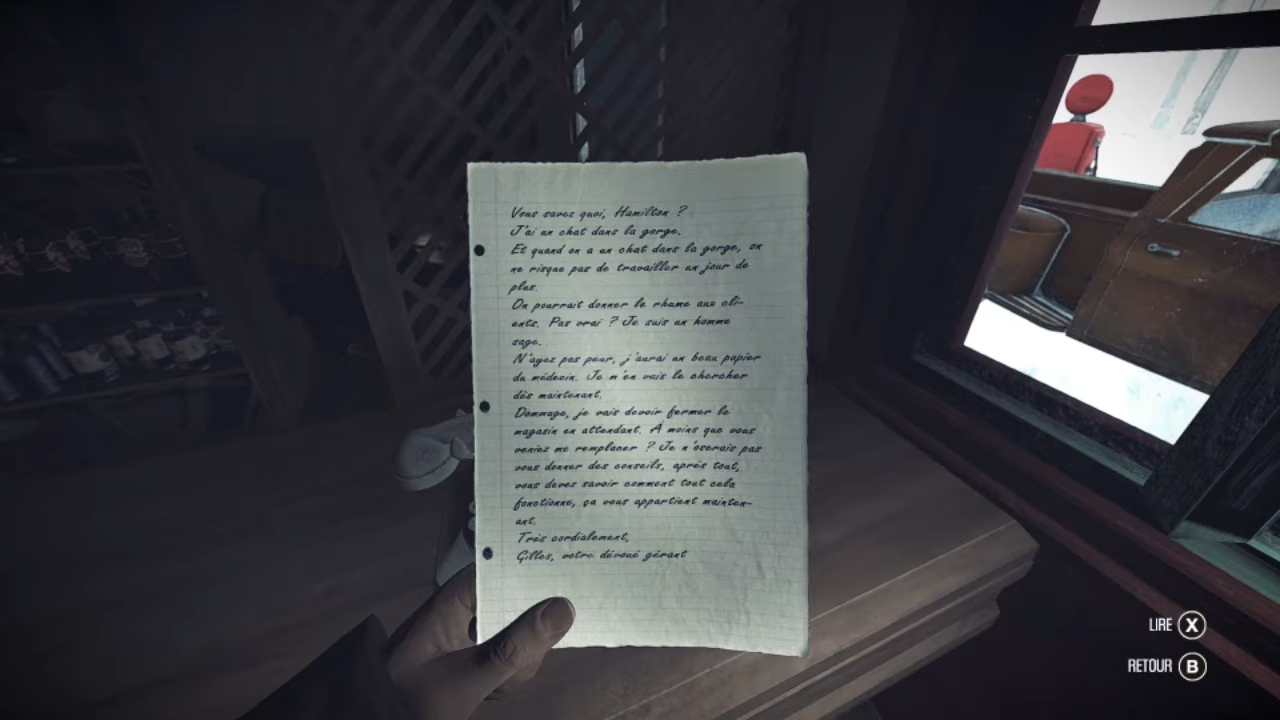 Vous savez quoi, Hamilton ?
J'ai un chat dans la gorge.
Et quand on a un chat dans la gorge, on
ne risque pas de travailler un jour de
plus.
On pourrait donner le rhume aux cli-
ents. Pas vrai ? Je suis un homme
sage.
N'ayez pas peur, j'aurai un beau papier
du médecin. Je m'en vais le chercher
dès maintenant.
Dommage, je vais devoir fermer le
magasin en attendant. À moins que vous
veniez me remplacer ? Je n'oserais pas
vous donner des conseils, après tout,
vous devez savoir comment tout cela
fonctionne, ça vous appartient mainten-
ant.
Très cordialement,
Gilles, votre dévoué gérant
LIRE X
RETOUR B